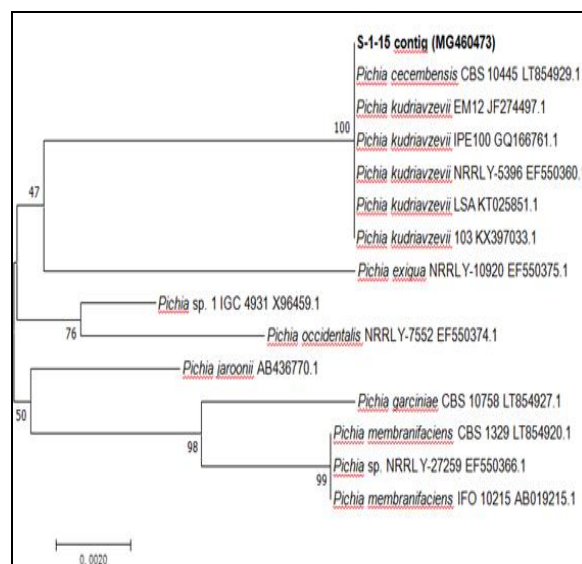 S-1-15 contig (MG460473)
Pichia cecembensis CBS 10445 LT854929.1
Pichia kudriavzevii EM12 JF274497.1
Pichia kudriavzevii IPE100 GQ166761.1
100
Pichia kudriavzevii NRRLY-5396 EF550360.
Pichia kudriavzevii LSA KT025851.1
47
Pichia kudriavzevii 103 KX397033.1
Pichia exiqua NRRLY-10920 EF550375.1
Pichia sp. 1 IGC 4931 X96459.1
76
Pichia occidentalis NRRLY-7552 EF550374.1
Pichia jaroonii AB436770.1
50
Pichia garciniae CBS 10758 LT854927.1
Pichia membranifaciens CBS 1329 LT854920.1
98
Pichia sp. NRRLY-27259 EF550366.1
99
Pichia membranifaciens IFO 10215 AB019215.1
0.0020